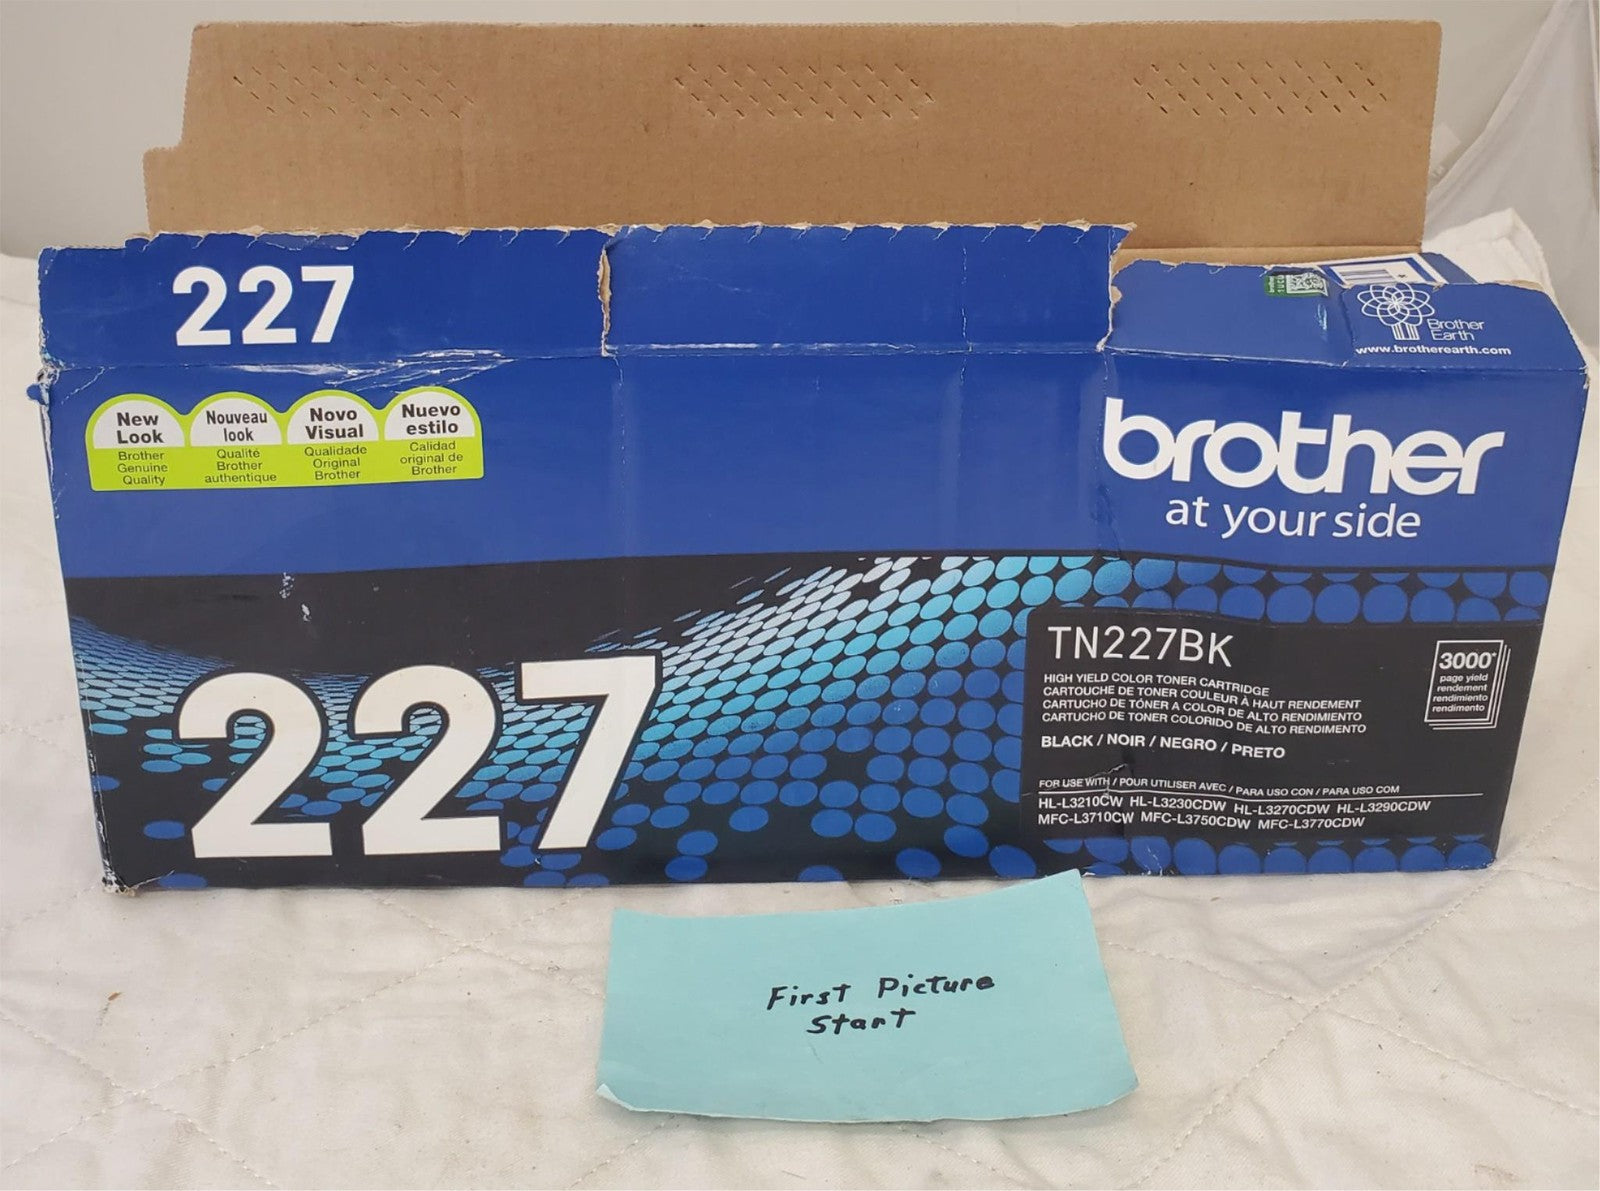 227
Brother
Earth
www.brotherearth.com
New
Look
Brother
Genuine
Quality
Nouveau
look
Qualité
Brother
authentique
Novo
Visual
Qualidade
Original
Brother
Nuevo
estilo
Calidad
original de
Brother
brother
at your side
227
TN227BK
HIGH YIELD COLOR TONER CARTRIDGE
CARTOUCHE DE TONER COULEUR À HAUT RENDEMENT
CARTUCHO DE TÓNER A COLOR DE ALTO RENDIMIENTO
CARTUCHO DE TONER COLORIDO DE ALTO RENDIMENTO
BLACK / NOIR / NEGRO / PRETO
3000*
page yield
rendement
rendimiento
rendimento
FOR USE WITH / POUR UTILISER AVEC / PARA USO CON / PARA USO COM
HL-L3210CW HL-L3230CDW HL-L3270CDW HL-L3290CDW
MFC-L3710CW MFC-L3750CDW MFC-L3770CDW
First Picture
Start